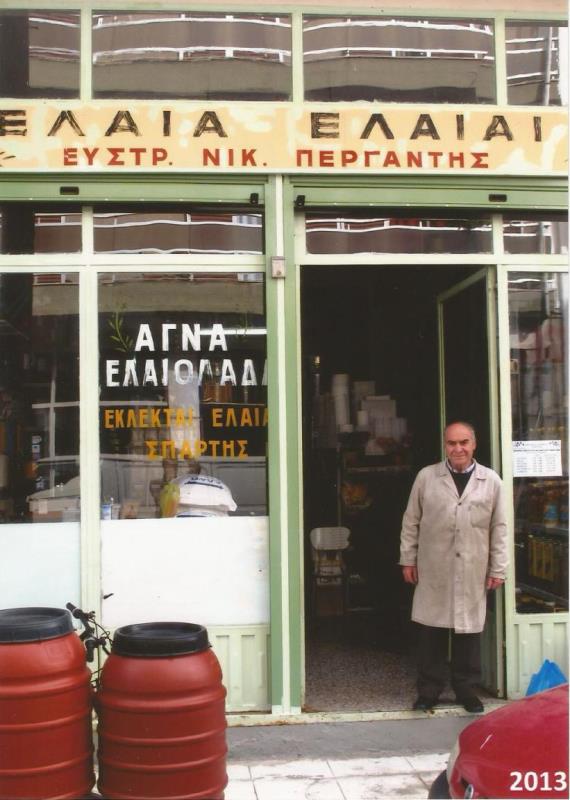 ΕΛΑΙΑ ΕΛΑΙΑΙ
ΕΥΣΤΡ. ΝΙΚ. ΠΕΡΓΑΝΤΗΣ
ΑΓΝΑ
ΕΛΑΙΟΛΑΔΑ
ΕΚΛΕΚΤΑΙ ΕΛΑΙΑΙ
ΣΠΑΡΤΗΣ
2013